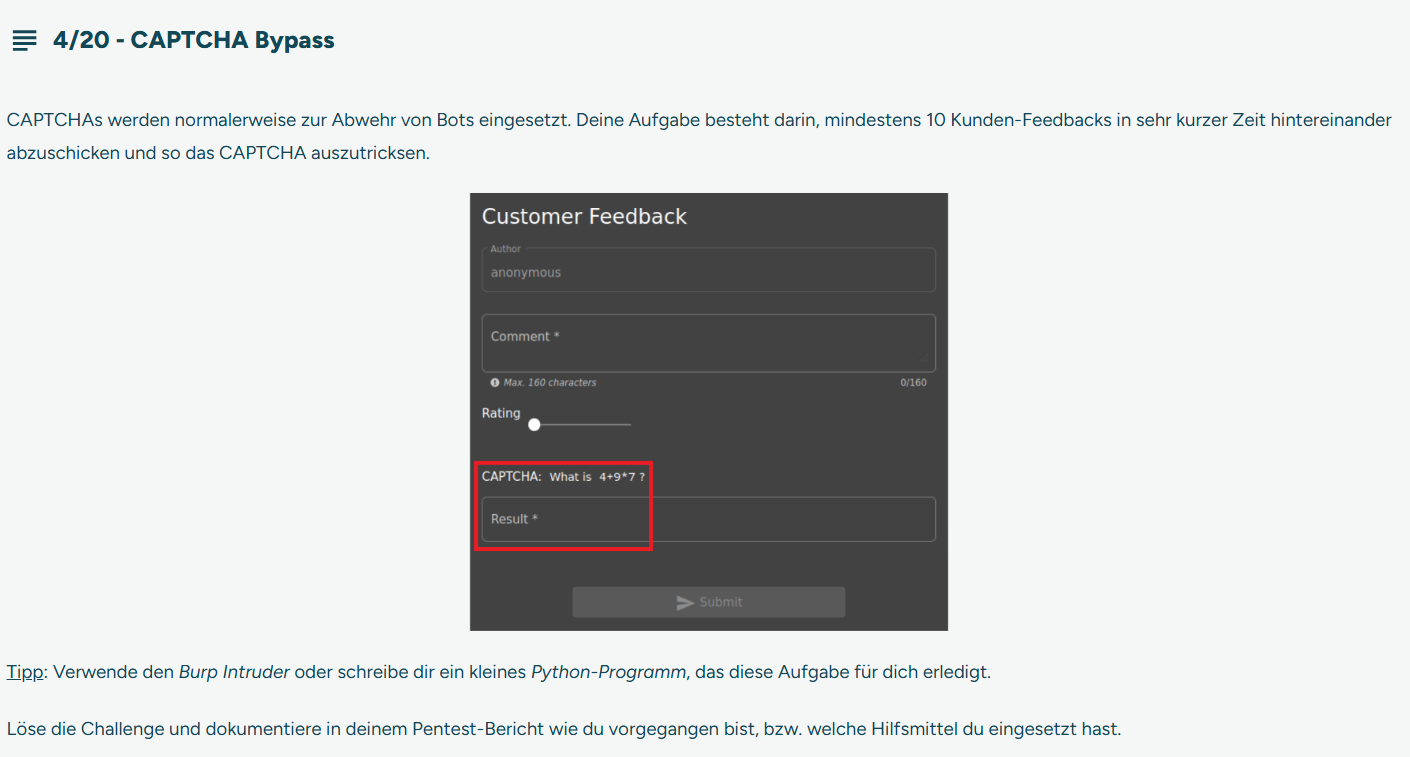 4/20 - CAPTCHA Bypass
CAPTCHAs werden normalerweise zur Abwehr von Bots eingesetzt. Deine Aufgabe besteht darin, mindestens 10 Kunden-Feedbacks in sehr kurzer Zeit hintereinander
abzuschicken und so das CAPTCHA auszutricksen.
Customer Feedback
Author
anonymous
Comment *
Max. 160 characters 0/160
Rating
CAPTCHA: What is 4+9*7 ?
Result *
Submit
Tipp: Verwende den Burp Intruder oder schreibe dir ein kleines Python-Programm, das diese Aufgabe für dich erledigt.
Löse die Challenge und dokumentiere in deinem Pentest-Bericht wie du vorgegangen bist, bzw. welche Hilfsmittel du eingesetzt hast.